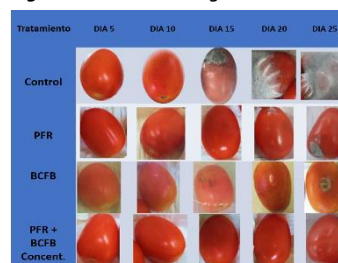 Tratamiento DIA 5 DIA 10 DIA 15 DIA 20 DIA 25
Control
PFR
BCFB
PFR +
BCFB
Concent.